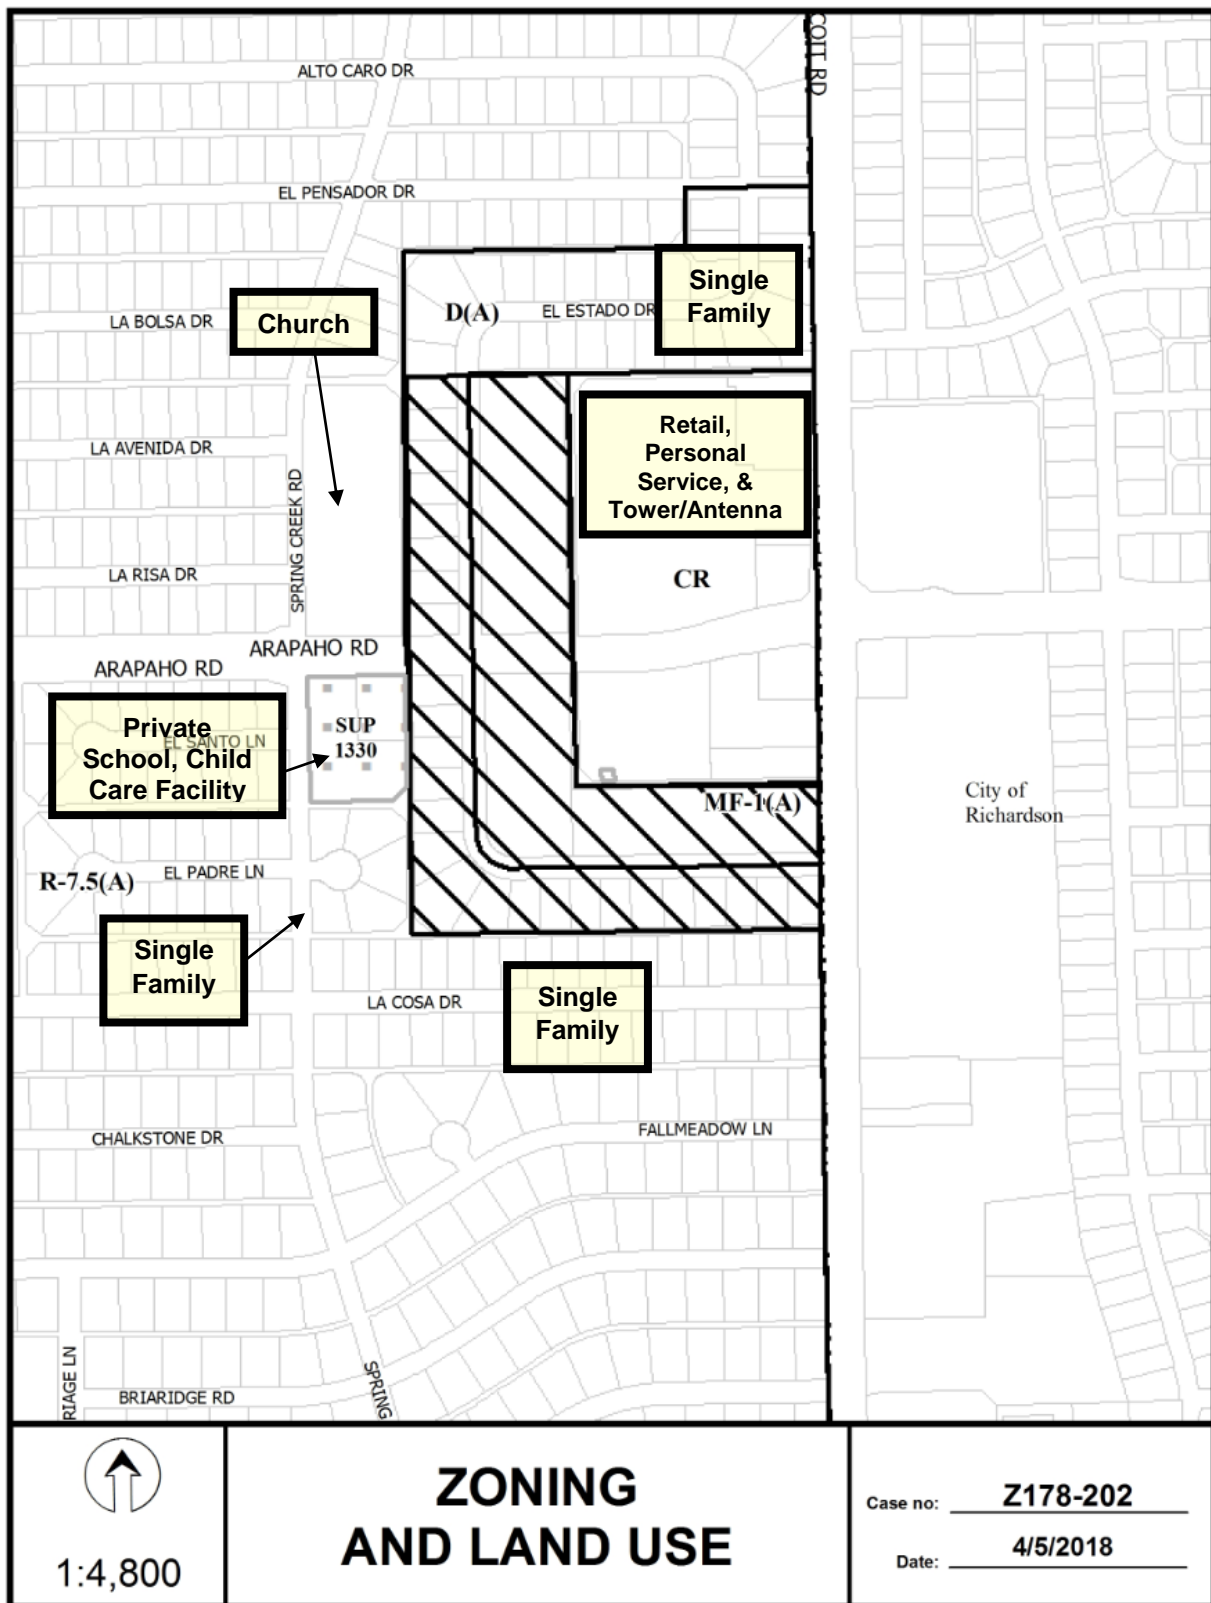 COIT RD
ALTO CARO DR
EL PENSADOR DR
Single
Family
Church
D(A)
EL ESTADO DR
LA BOLSA DR
Retail,
Personal
Service, &
Tower/Antenna
LA AVENIDA DR
SPRING CREEK RD
LA RISA DR
CR
ARAPAHO RD
ARAPAHO RD
Private
School, Child
Care Facility
EL SANTO LN
SUP
1330
MF-1(A)
City of
Richardson
R-7.5(A)
EL PADRE LN
Single
Family
LA COSA DR
Single
Family
CHALKSTONE DR
FALLMEADOW LN
RIAGE LN
BRIARIDGE RD
SPRING
1:4,800
ZONING
AND LAND USE
Case no: Z178-202
Date: 4/5/2018